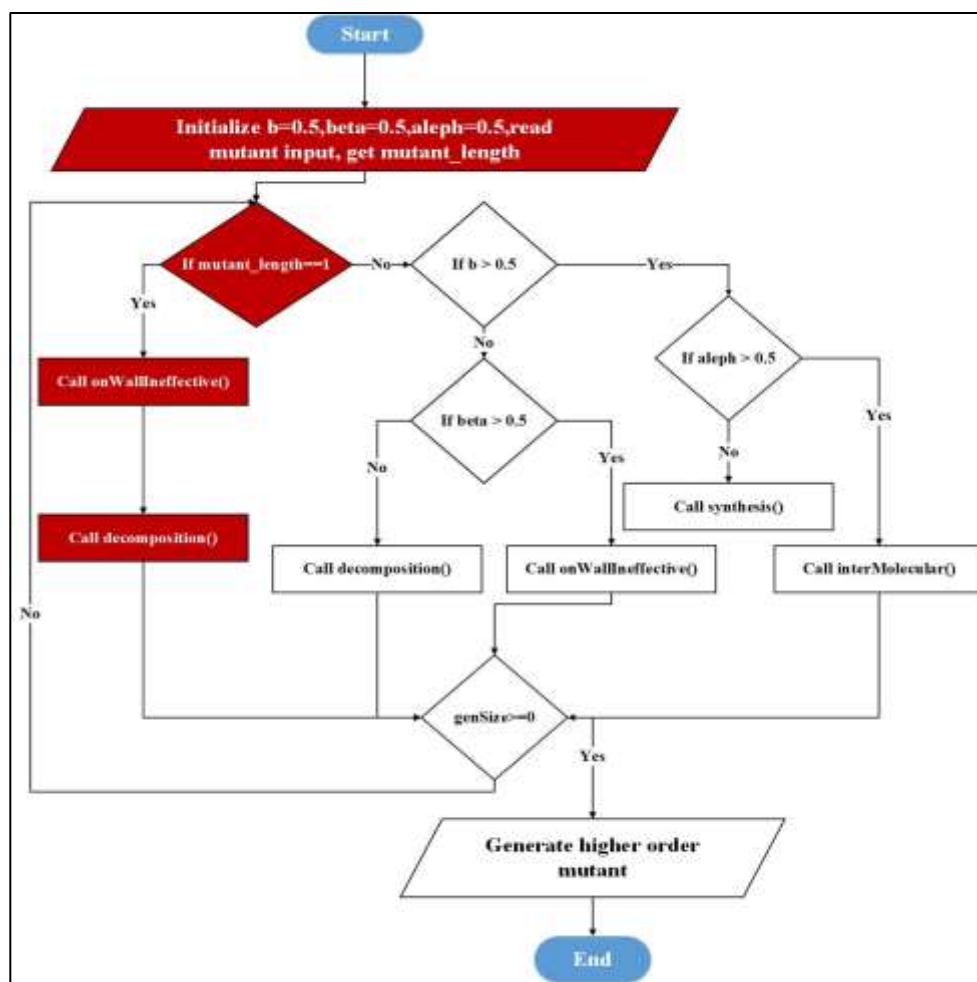 Start
Initialize b=0.5,beta=0.5,aleph=0.5,read
mutant input, get mutant_length
If mutant_length==1
No
If b > 0.5
Yes
Yes
No
If aleph > 0.5
Call onWallIneffective()
If beta > 0.5
Yes
No
Yes
No
Call synthesis()
Call decomposition()
Call decomposition()
Call onWallIneffective()
Call interMolecular()
No
genSize>=0
Yes
Generate higher order
mutant
End